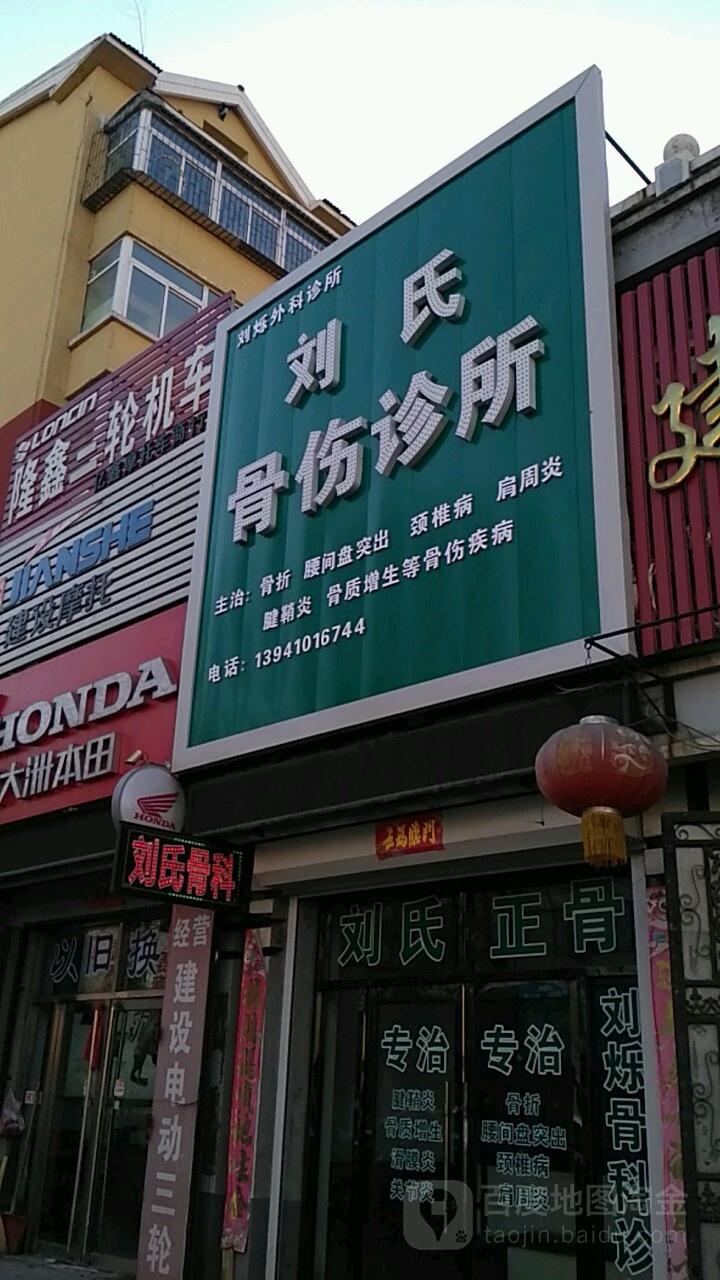 刘烁外科诊所
刘氏
骨伤诊所
主治：骨折 腰间盘突出 颈椎病 肩周炎
腱鞘炎 骨质增生等骨伤疾病
电话：13941016744
LONCIN
隆鑫三轮机车
JIANSHE
建设摩托
HONDA
大洲本田
HONDA
刘氏骨科
五福临门
以旧换
经营
建设电动三轮
刘氏正骨
专治
腱鞘炎
骨质增生
滑膜炎
关节炎
专治
骨折
腰间盘突出
颈椎病
肩周炎
刘烁骨科诊
百度地图淘金
taojin.baidu.com